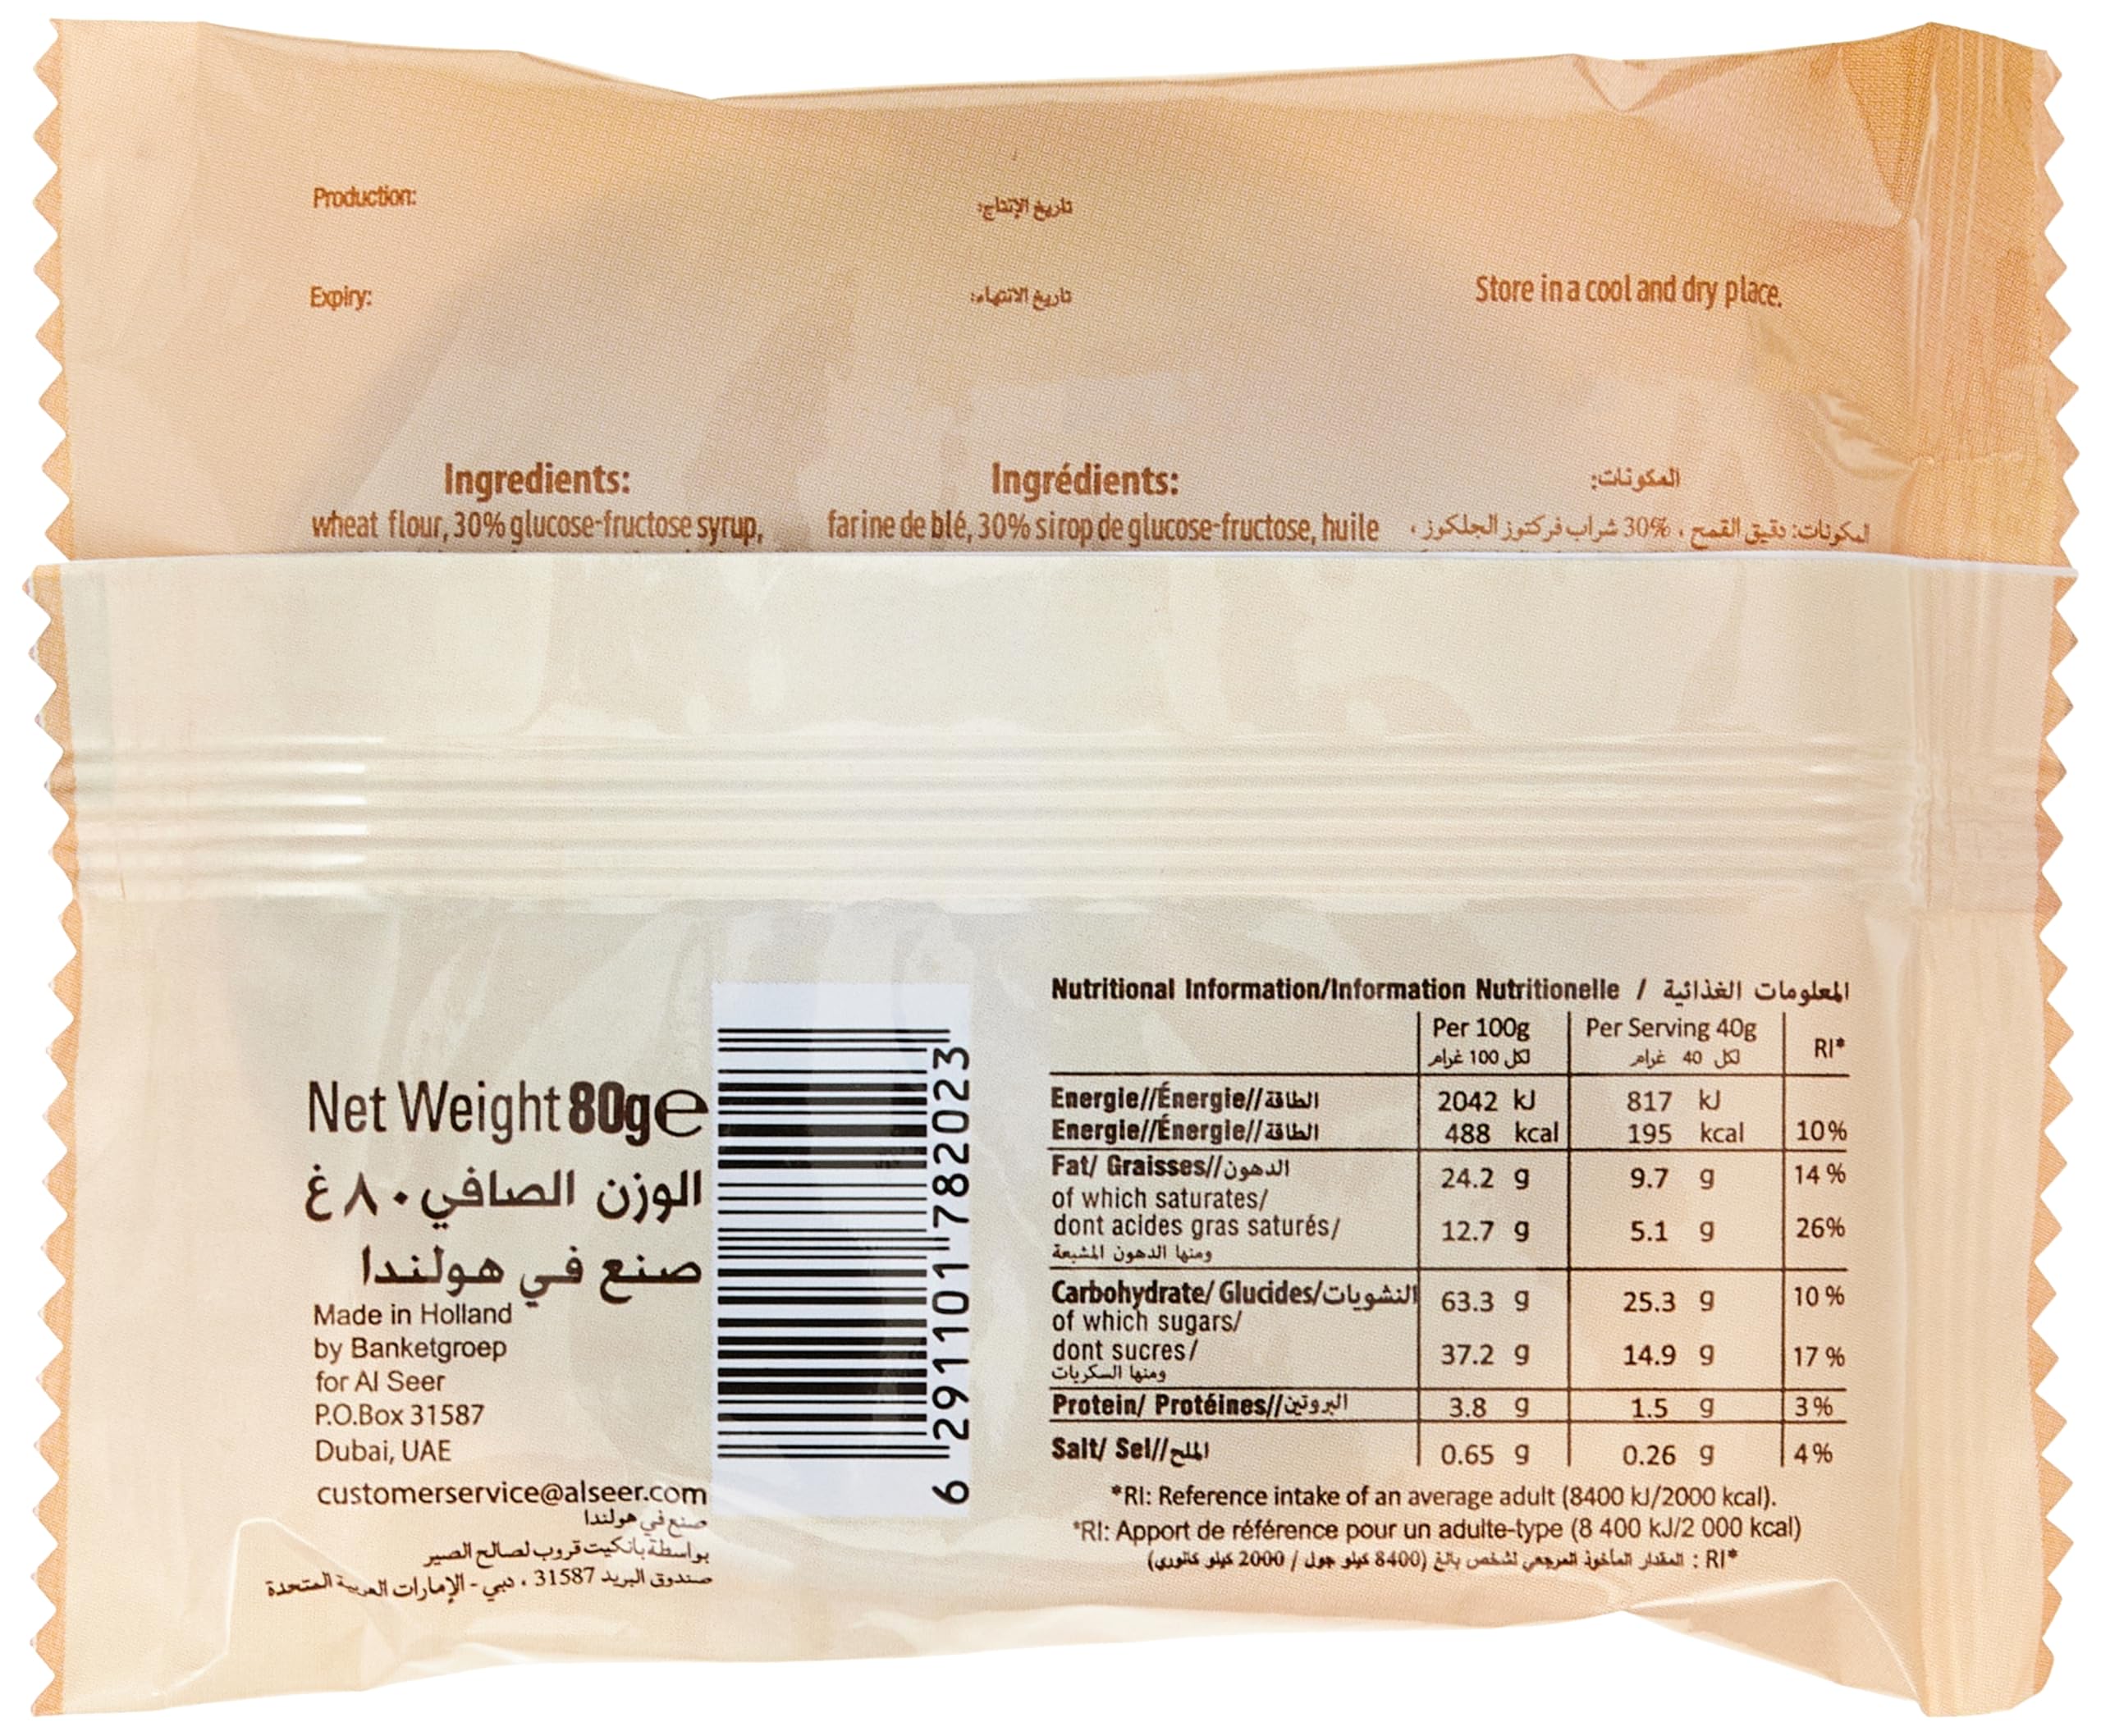 Production:
تاريخ الإنتاج:
Expiry:
تاريخ الانتهاء:
Store in a cool and dry place.
Ingredients:
wheat flour, 30% glucose-fructose syrup,
Ingrédients:
farine de blé, 30% sirop de glucose-fructose, huile
المكونات:
المكونات: دقيق القمح ، 30% شراب فركتوز الجلكوز ،
Net Weight 80g e
الوزن الصافي ٨٠ غ
صنع في هولندا
Made in Holland
by Banketgroep
for Al Seer
P.O.Box 31587
Dubai, UAE
customerservice@alseer.com
صنع في هولندا
بواسطة بانكيت قروب لصالح الصير
صندوق البريد 31587 ، دبي - الإمارات العربية المتحدة
6 291101 782023
Nutritional Information/Information Nutritionelle / المعلومات الغذائية
Per 100g Per Serving 40g RI*
لكل 100 غرام لكل 40 غرام
Energie//Énergie//الطاقة 2042 kJ 817 kJ
Energie//Énergie//الطاقة 488 kcal 195 kcal 10%
Fat/ Graisses//الدهون 24.2 g 9.7 g 14 %
of which saturates/
dont acides gras saturés/ 12.7 g 5.1 g 26%
ومنها الدهون المشبعة
Carbohydrate/ Glucides/النشويات 63.3 g 25.3 g 10 %
of which sugars/
dont sucres/ 37.2 g 14.9 g 17 %
ومنها السكريات
Protein/ Protéines//البروتين 3.8 g 1.5 g 3%
Salt/ Sel//الملح 0.65 g 0.26 g 4%
*RI: Reference intake of an average adult (8400 kJ/2000 kcal).
*RI: Apport de référence pour un adulte-type (8 400 kJ/2 000 kcal)
*RI : المقدار المأخوذ المرجعي لشخص بالغ (8400 كيلو جول / 2000 كيلو كالوري)